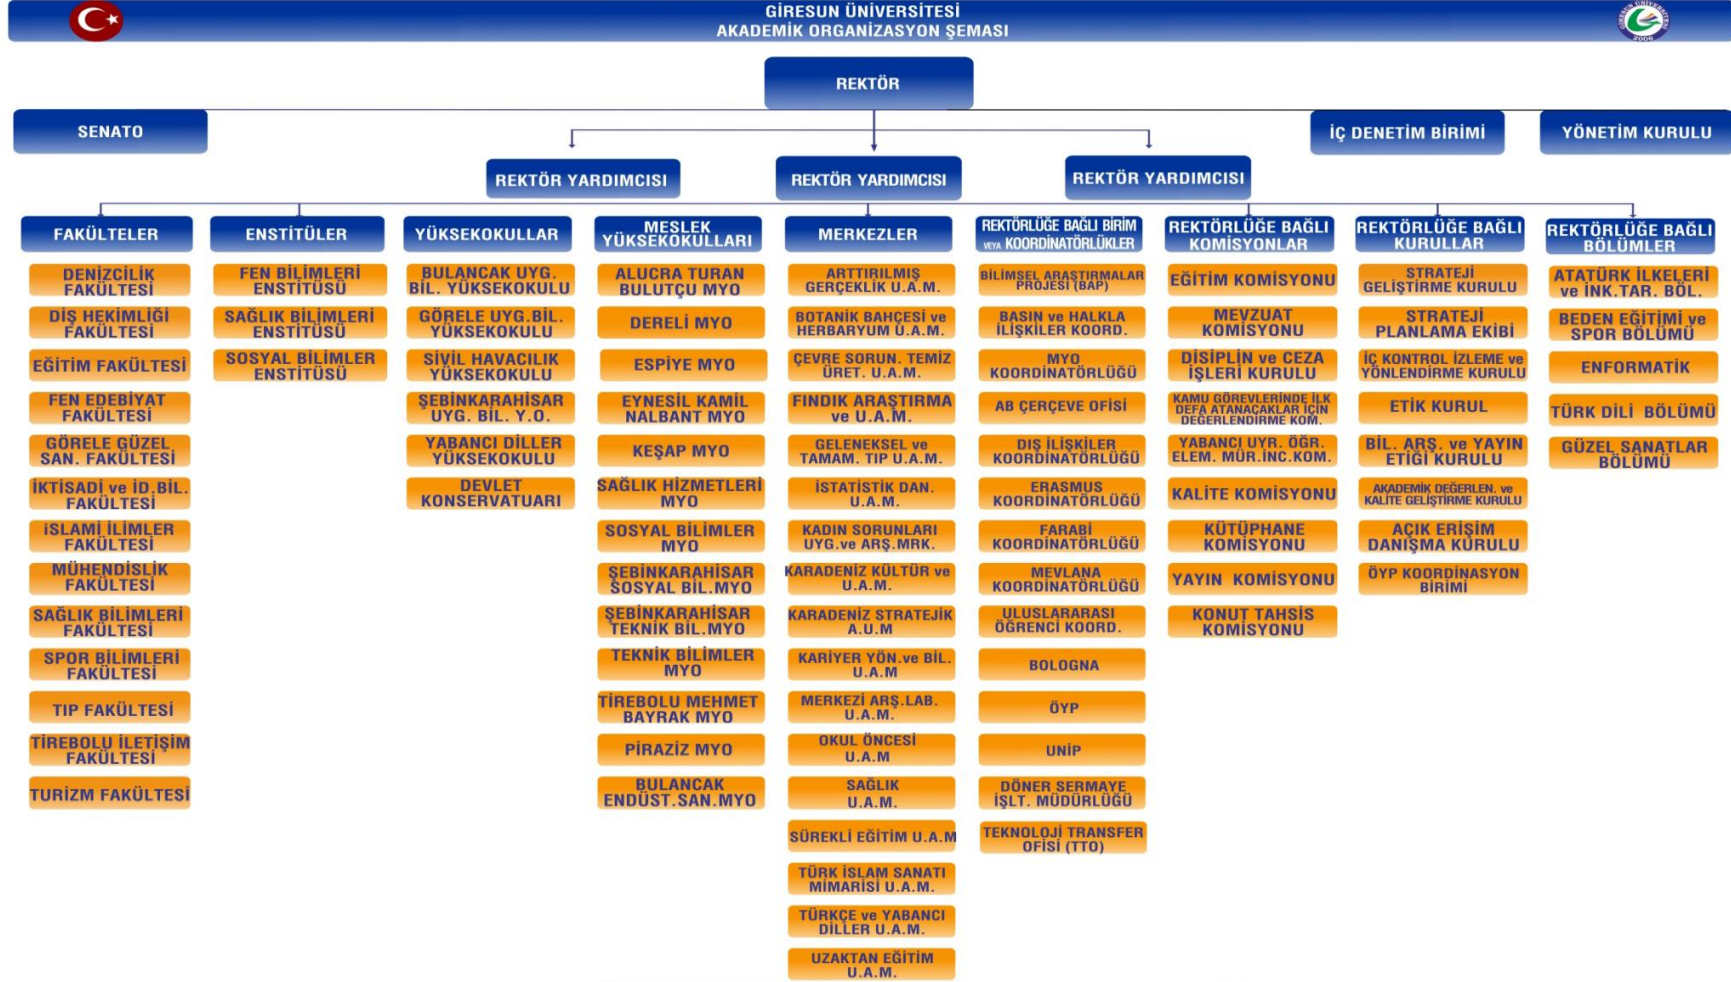 GİRESUN ÜNİVERSİTESİ
AKADEMİK ORGANİZASYON ŞEMASI
GİRESUN ÜNİVERSİTESİ
2006
REKTÖR
SENATO
İÇ DENETİM BİRİMİ
YÖNETİM KURULU
REKTÖR YARDIMCISI
REKTÖR YARDIMCISI
REKTÖR YARDIMCISI
FAKÜLTELER
DENİZCİLİK
FAKÜLTESİ
DİŞ HEKİMLİĞİ
FAKÜLTESİ
EĞİTİM FAKÜLTESİ
FEN EDEBİYAT
FAKÜLTESİ
GÖRELE GÜZEL
SAN. FAKÜLTESİ
İKTİSADİ ve İD.BİL.
FAKÜLTESİ
iSLAMİ İLİMLER
FAKÜLTESİ
MÜHENDİSLİK
FAKÜLTESİ
SAĞLIK BİLİMLERİ
FAKÜLTESİ
SPOR BİLİMLERİ
FAKÜLTESİ
TIP FAKÜLTESİ
TİREBOLU İLETİŞİM
FAKÜLTESİ
TURİZM FAKÜLTESİ
ENSTİTÜLER
FEN BİLİMLERİ
ENSTİTÜSÜ
SAĞLIK BİLİMLERİ
ENSTİTÜSÜ
SOSYAL BİLİMLER
ENSTİTÜSÜ
YÜKSEKOKULLAR
BULANCAK UYG.
BİL. YÜKSEKOKULU
GÖRELE UYG.BİL.
YÜKSEKOKULU
SİVİL HAVACILIK
YÜKSEKOKULU
ŞEBİNKARAHİSAR
UYG. BİL. Y.O.
YABANCI DİLLER
YÜKSEKOKULU
DEVLET
KONSERVATUARI
MESLEK
YÜKSEKOKULLARI
ALUCRA TURAN
BULUTÇU MYO
DERELİ MYO
ESPİYE MYO
EYNESİL KAMİL
NALBANT MYO
KEŞAP MYO
SAĞLIK HİZMETLERİ
MYO
SOSYAL BİLİMLER
MYO
ŞEBİNKARAHİSAR
SOSYAL BİL.MYO
ŞEBİNKARAHİSAR
TEKNİK BİL.MYO
TEKNİK BİLİMLER
MYO
TİREBOLU MEHMET
BAYRAK MYO
PİRAZİZ MYO
BULANCAK
ENDÜST.SAN.MYO
MERKEZLER
ARTTIRILMIŞ
GERÇEKLİK U.A.M.
BOTANİK BAHÇESİ ve
HERBARYUM U.A.M.
ÇEVRE SORUN. TEMİZ
ÜRET. U.A.M.
FINDIK ARAŞTIRMA
ve U.A.M.
GELENEKSEL ve
TAMAM. TIP U.A.M.
İSTATİSTİK DAN.
U.A.M.
KADIN SORUNLARI
UYG.ve ARŞ.MRK.
KARADENİZ KÜLTÜR ve
U.A.M.
KARADENİZ STRATEJİK
A.U.M
KARİYER YÖN.ve BİL.
U.A.M
MERKEZİ ARŞ.LAB.
U.A.M.
OKUL ÖNCESİ
U.A.M
SAĞLIK
U.A.M.
SÜREKLİ EĞİTİM U.A.M
TÜRK İSLAM SANATI
MİMARİSİ U.A.M.
TÜRKÇE ve YABANCI
DİLLER U.A.M.
UZAKTAN EĞİTİM
U.A.M.
REKTÖRLÜĞE BAĞLI BİRİM
VEYA KOORDİNATÖRLÜKLER
BİLİMSEL ARAŞTIRMALAR
PROJESİ (BAP)
BASIN ve HALKLA
İLİŞKİLER KOORD.
MYO
KOORDİNATÖRLÜĞÜ
AB ÇERÇEVE OFİSİ
DIŞ İLİŞKİLER
KOORDİNATÖRLÜĞÜ
ERASMUS
KOORDİNATÖRLÜĞÜ
FARABİ
KOORDİNATÖRLÜĞÜ
MEVLANA
KOORDİNATÖRLÜĞÜ
ULUSLARARASI
ÖĞRENCİ KOORD.
BOLOGNA
ÖYP
UNİP
DÖNER SERMAYE
İŞLT. MÜDÜRLÜĞÜ
TEKNOLOJİ TRANSFER
OFİSİ (TTO)
REKTÖRLÜĞE BAĞLI
KOMİSYONLAR
EĞİTİM KOMİSYONU
MEVZUAT
KOMİSYONU
DİSİPLİN ve CEZA
İŞLERİ KURULU
KAMU GÖREVLERİNDE İLK
DEFA ATANACAKLAR İÇİN
DEĞERLENDİRME KOM.
YABANCI UYR. ÖĞR.
ELEM. MÜR.İNC.KOM.
KALİTE KOMİSYONU
KÜTÜPHANE
KOMİSYONU
YAYIN KOMİSYONU
KONUT TAHSİS
KOMİSYONU
REKTÖRLÜĞE BAĞLI
KURULLAR
STRATEJİ
GELİŞTİRME KURULU
STRATEJİ
PLANLAMA EKİBİ
İÇ KONTROL İZLEME ve
YÖNLENDİRME KURULU
ETİK KURUL
BİL. ARŞ. ve YAYIN
ETİĞİ KURULU
AKADEMİK DEĞERLEN. ve
KALİTE GELİŞTİRME KURULU
AÇIK ERİŞİM
DANIŞMA KURULU
ÖYP KOORDİNASYON
BİRİMİ
REKTÖRLÜĞE BAĞLI
BÖLÜMLER
ATATÜRK İLKELERİ
ve İNK.TAR. BÖL.
BEDEN EĞİTİMİ ve
SPOR BÖLÜMÜ
ENFORMATİK
TÜRK DİLİ BÖLÜMÜ
GÜZEL SANATLAR
BÖLÜMÜ